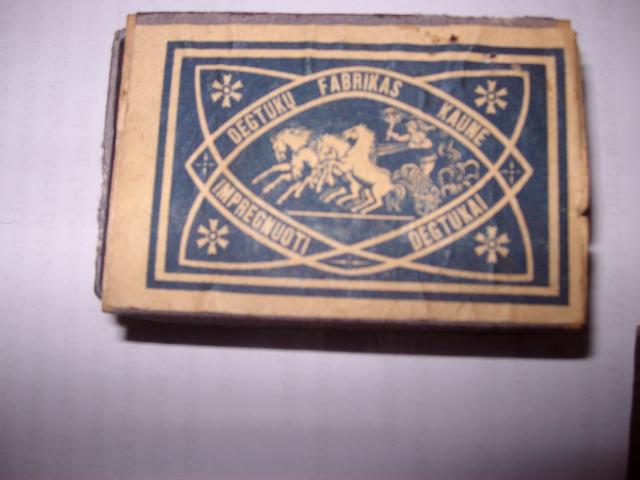 DEGTUKU FABRIKAS KAUNE
IMPREGNUOTI DEGTUKAI